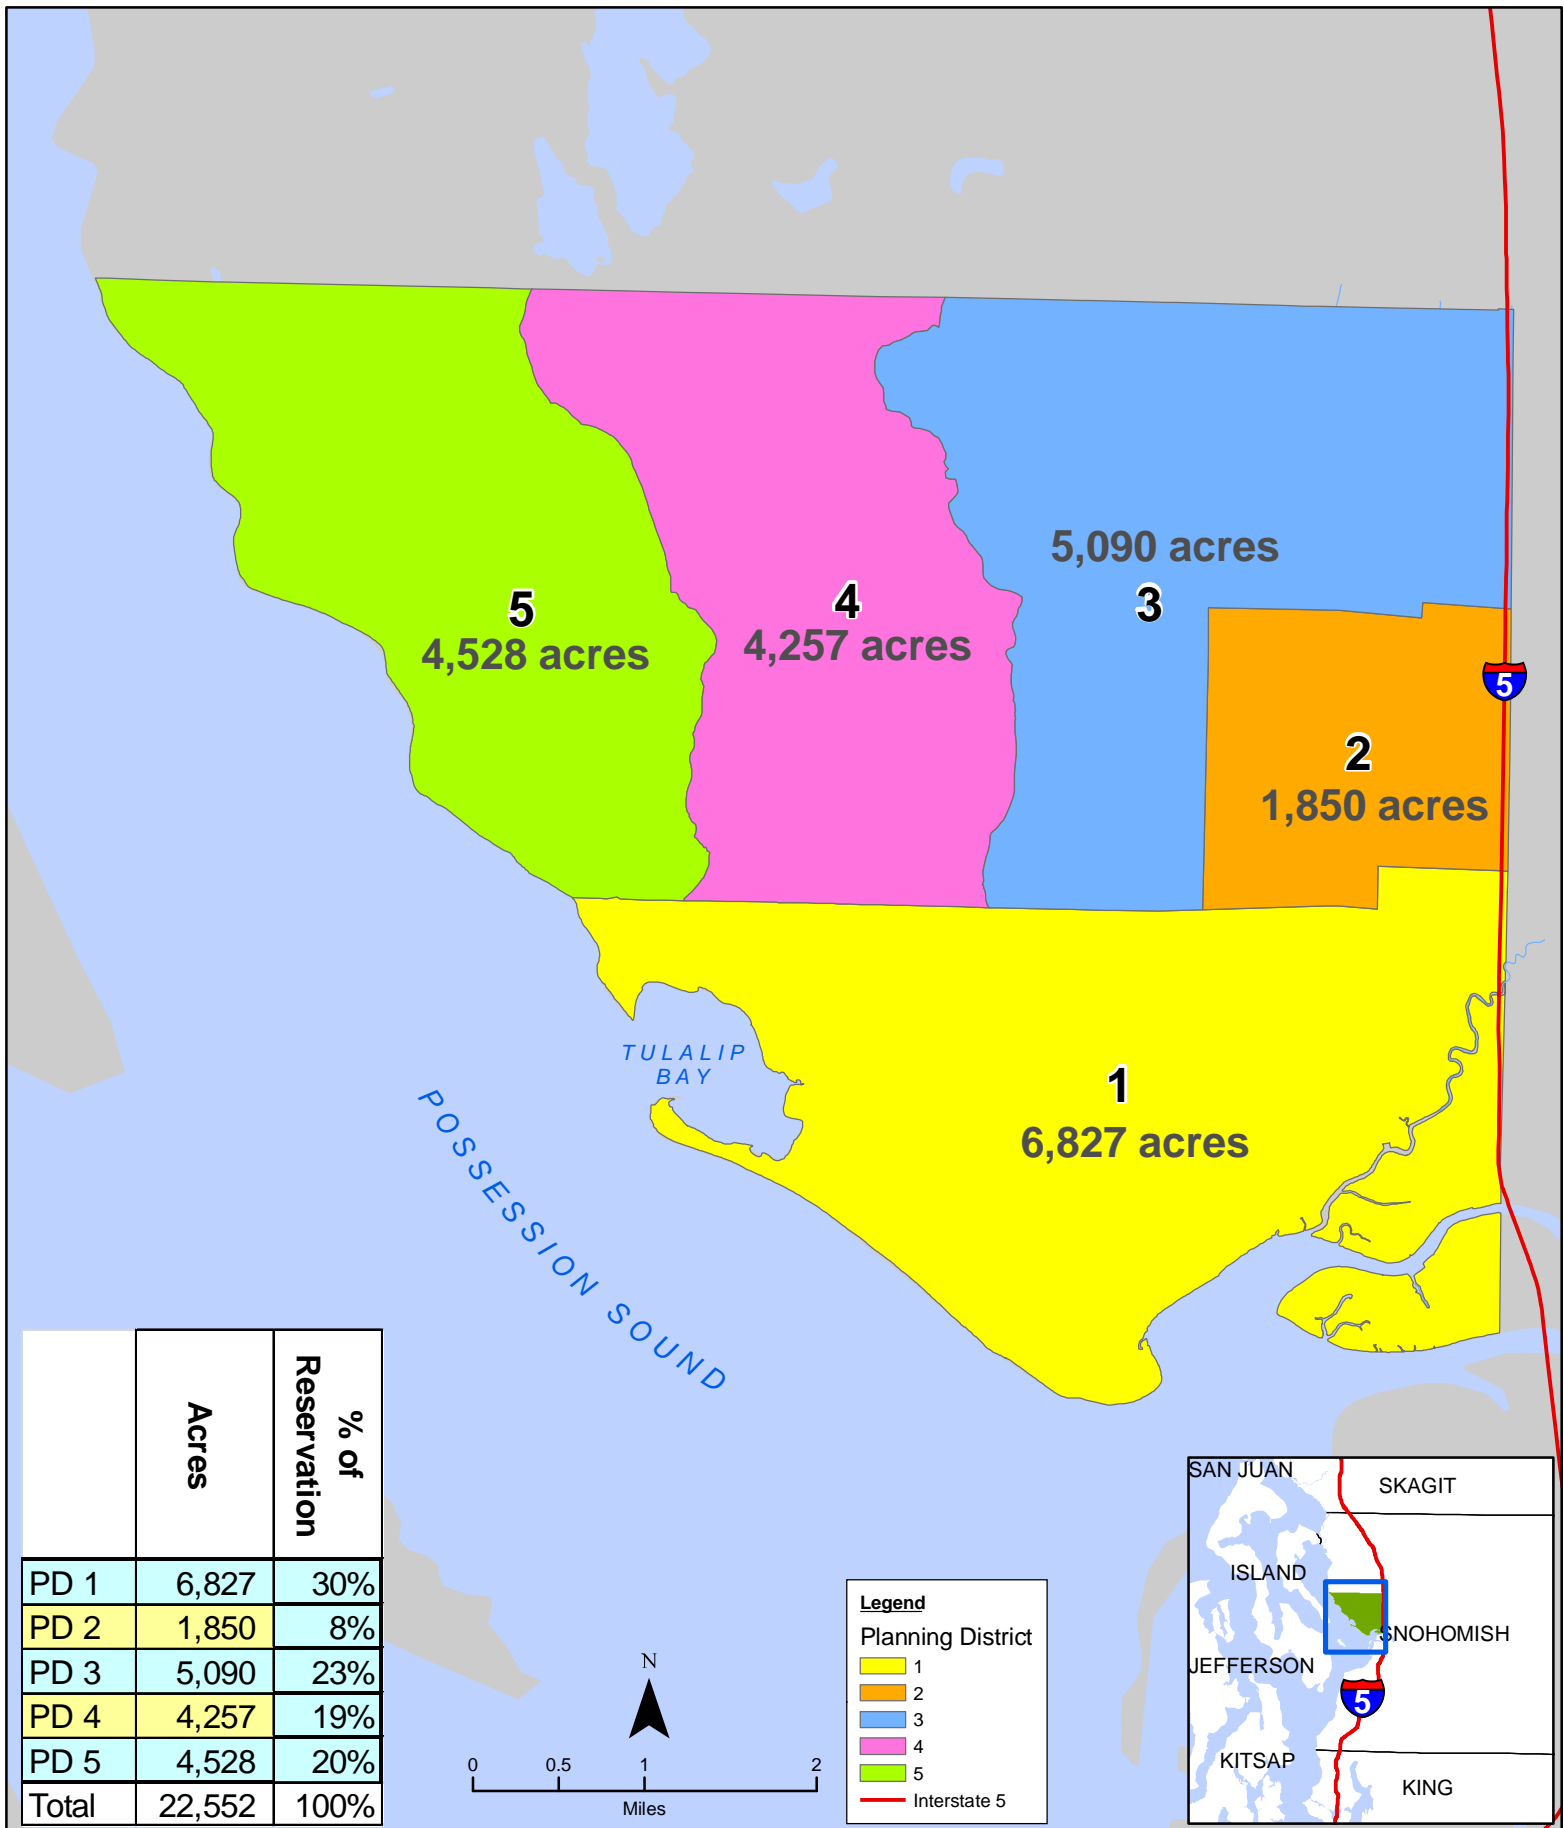 5,090 acres
3
5
4,528 acres
4
4,257 acres
5
2
1,850 acres
TULALIP
BAY
1
6,827 acres
POSSESSION SOUND
Acres
% of
Reservation
PD 1 6,827 30%
PD 2 1,850 8%
PD 3 5,090 23%
PD 4 4,257 19%
PD 5 4,528 20%
Total 22,552 100%
N
0 0.5 1 2
Miles
Legend
Planning District
1
2
3
4
5
Interstate 5
SAN JUAN
SKAGIT
ISLAND
SNOHOMISH
JEFFERSON
5
KITSAP
KING